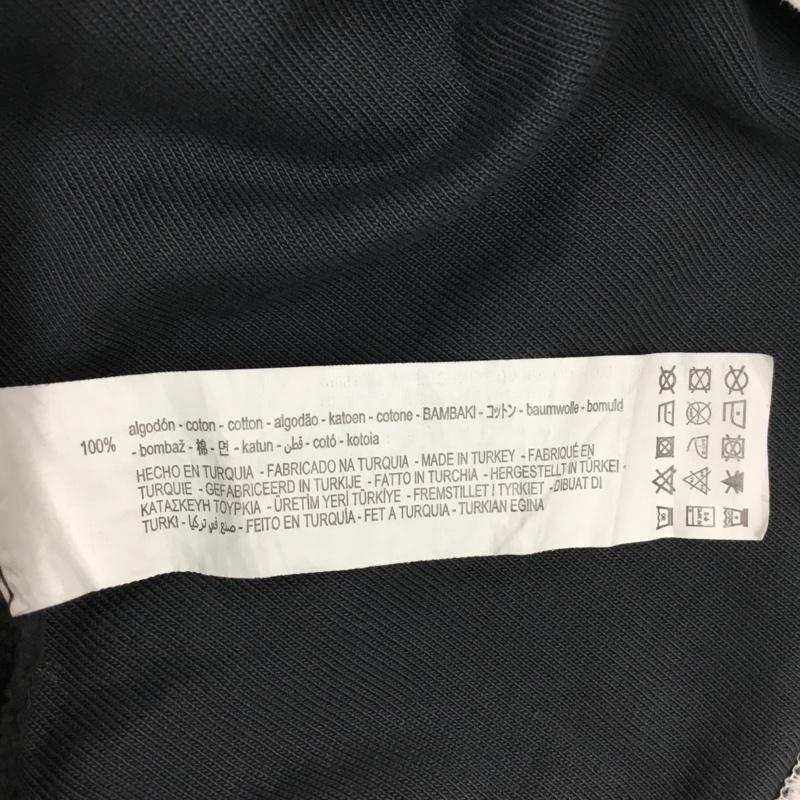 100% algodón - coton - cotton - algodão - katoen - cotone - BAMBAKI - コットン - baumwolle - bomuld
- bombaž - 棉 - 면 - katun - قطن - cotó - kotoia
HECHO EN TURQUIA - FABRICADO NA TURQUIA - MADE IN TURKEY - FABRIQUÉ EN
TURQUIE - GEFABRICEERD IN TURKIJE - FATTO IN TURCHIA - HERGESTELLT IN TÜRKEI -
ΚΑΤΑΣΚΕΥΗ ΤΟΥΡΚΙΑ - ÜRETİM YERİ TÜRKİYE - FREMSTILLET I TYRKIET - DIBUAT DI
TURKI - صنع في تركيا - FEITO EN TURQUÍA - FET A TURQUIA - TURKIAN EGINA